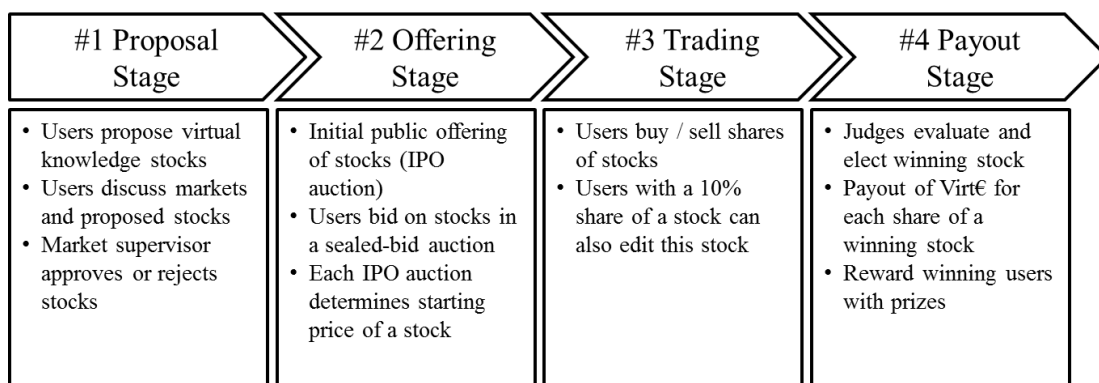 #1 Proposal
Stage
• Users propose virtual
knowledge stocks
• Users discuss markets
and proposed stocks
• Market supervisor
approves or rejects
stocks
#2 Offering
Stage
• Initial public offering
of stocks (IPO
auction)
• Users bid on stocks in
a sealed-bid auction
• Each IPO auction
determines starting
price of a stock
#3 Trading
Stage
• Users buy / sell shares
of stocks
• Users with a 10%
share of a stock can
also edit this stock
#4 Payout
Stage
• Judges evaluate and
elect winning stock
• Payout of Virt€ for
each share of a
winning stock
• Reward winning users
with prizes